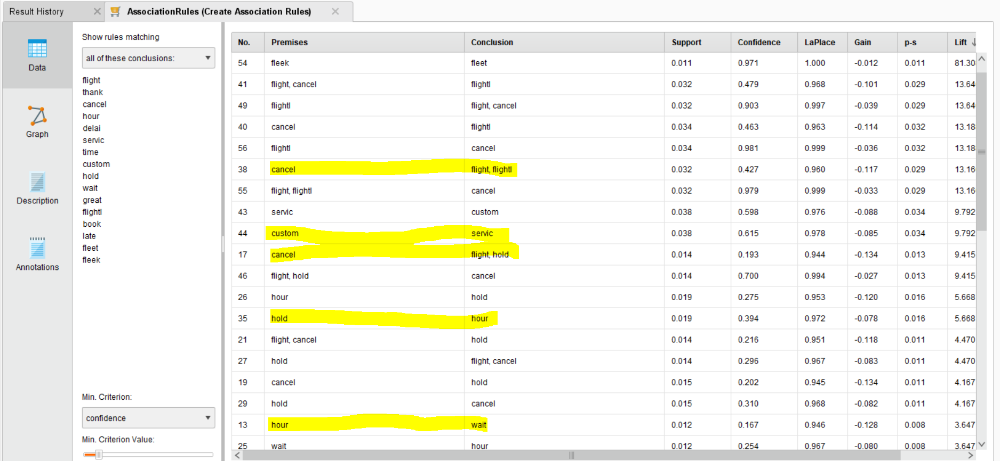 Result History
AssociationRules (Create Association Rules)
Data
Graph
Description
Annotations
Show rules matching
all of these conclusions:
flight
thank
cancel
hour
delai
servic
time
custom
hold
wait
great
flightl
book
late
fleet
fleek
Min. Criterion:
confidence
Min. Criterion Value:
No. Premises Conclusion Support Confidence LaPlace Gain p-s Lift ↓
54 fleek fleet 0.011 0.971 1.000 -0.012 0.011 81.30
41 flight, cancel flightl 0.032 0.479 0.968 -0.101 0.029 13.64
49 flightl flight, cancel 0.032 0.903 0.997 -0.039 0.029 13.64
40 cancel flightl 0.034 0.463 0.963 -0.114 0.032 13.18
56 flightl cancel 0.034 0.981 0.999 -0.036 0.032 13.18
38 cancel flight, flightl 0.032 0.427 0.960 -0.117 0.029 13.16
55 flight, flightl cancel 0.032 0.979 0.999 -0.033 0.029 13.16
43 servic custom 0.038 0.598 0.976 -0.088 0.034 9.792
44 custom servic 0.038 0.615 0.978 -0.085 0.034 9.792
17 cancel flight, hold 0.014 0.193 0.944 -0.134 0.013 9.415
46 flight, hold cancel 0.014 0.700 0.994 -0.027 0.013 9.415
26 hour hold 0.019 0.275 0.953 -0.120 0.016 5.668
35 hold hour 0.019 0.394 0.972 -0.078 0.016 5.668
21 flight, cancel hold 0.014 0.216 0.951 -0.118 0.011 4.470
27 hold flight, cancel 0.014 0.296 0.967 -0.083 0.011 4.470
19 cancel hold 0.015 0.202 0.945 -0.134 0.011 4.167
29 hold cancel 0.015 0.310 0.968 -0.082 0.011 4.167
13 hour wait 0.012 0.167 0.946 -0.128 0.008 3.647
25 wait hour 0.012 0.254 0.967 -0.080 0.008 3.647